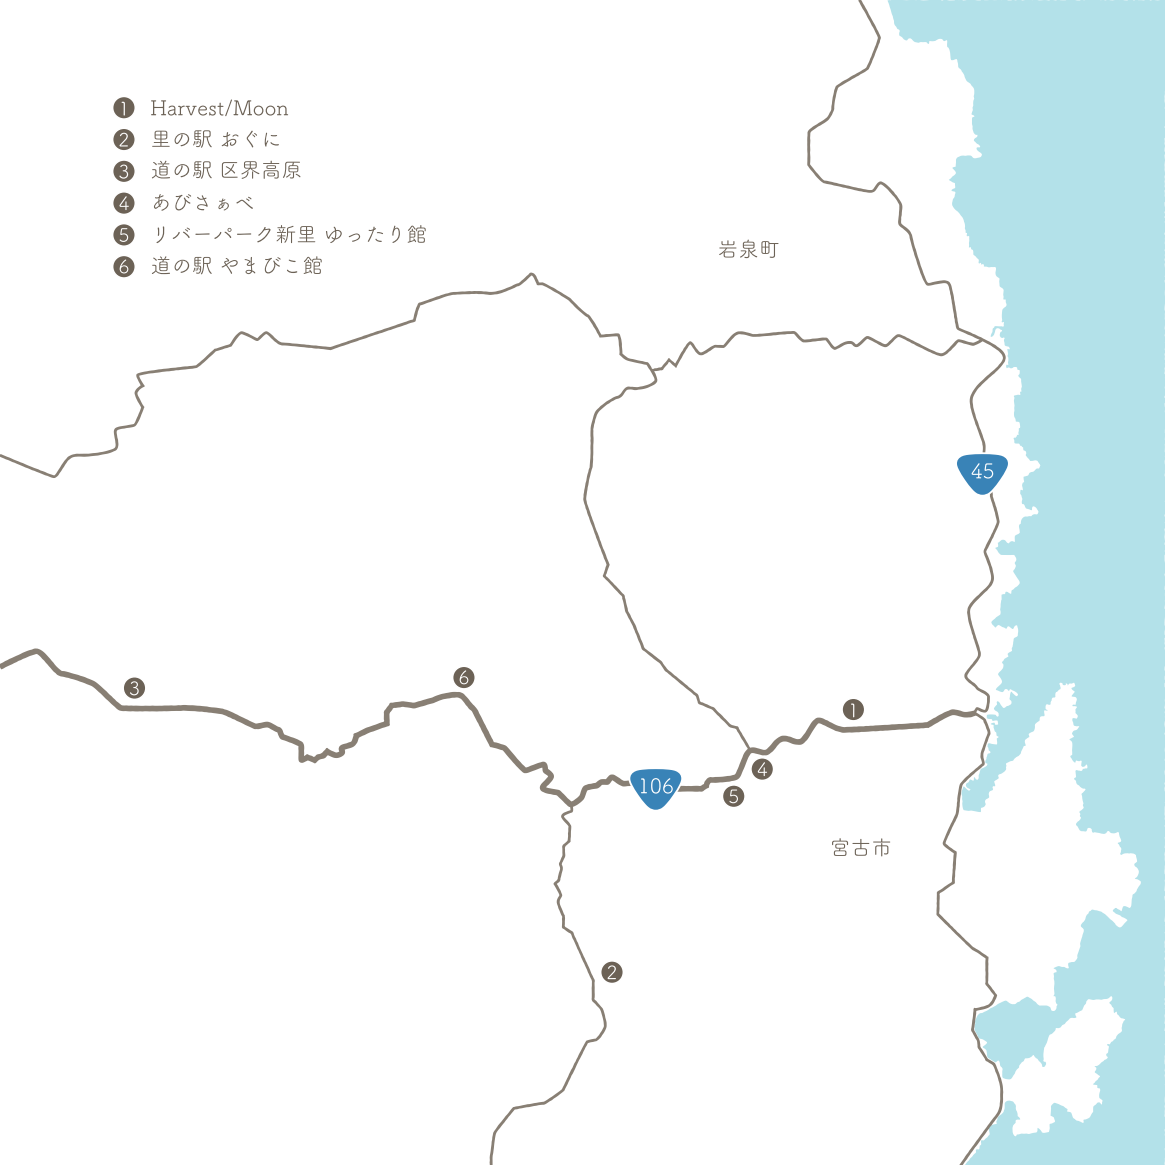 1 Harvest/Moon
2 里の駅 おぐに
3 道の駅 区界高原
4 あびさぁべ
5 リバーパーク新里 ゆったり館
6 道の駅 やまびこ館
岩泉町
45
6
3
1
4
106
5
宮古市
2